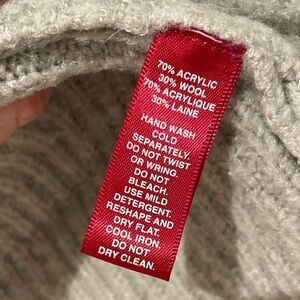 70% ACRYLIC
30% WOOL
70% ACRYLIQUE
30% LAINE
HAND WASH
COLD
SEPARATELY.
DO NOT TWIST
OR WRING.
DO NOT
BLEACH.
USE MILD
DETERGENT.
RESHAPE AND
DRY FLAT.
COOL IRON.
DO NOT
DRY CLEAN.